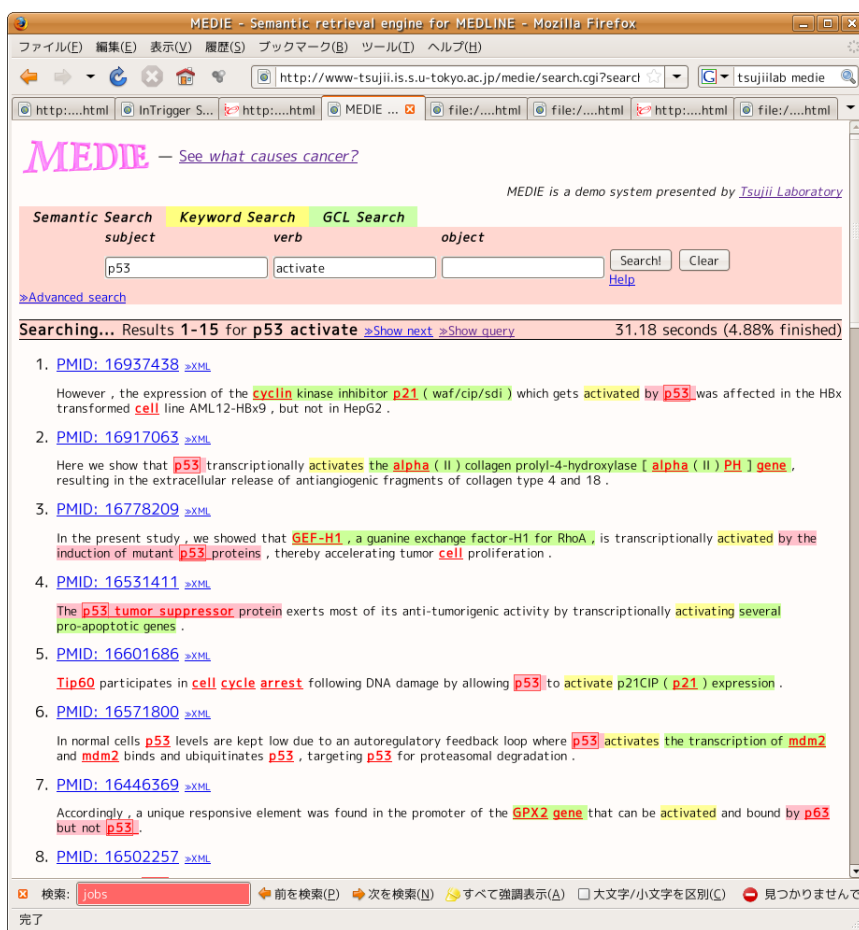 MEDIE - Semantic retrieval engine for MEDLINE - Mozilla Firefox
ファイル(F) 編集(E) 表示(V) 履歴(S) ブックマーク(B) ツール(T) ヘルプ(H)
http://www-tsujii.is.s.u-tokyo.ac.jp/medie/search.cgi?searcl tsujiilab medie
http:....html InTrigger S... http:....html MEDIE ... file:/....html file:/....html http:....html file:/....html
MEDIE — See what causes cancer?
MEDIE is a demo system presented by Tsujii Laboratory
Semantic Search Keyword Search GCL Search
subject verb object
p53 activate Search! Clear
Help
»Advanced search
Searching... Results 1-15 for p53 activate »Show next »Show query 31.18 seconds (4.88% finished)
1. PMID: 16937438 »XML
However , the expression of the cyclin kinase inhibitor p21 ( waf/cip/sdi ) which gets activated by p53 was affected in the HBx
transformed cell line AML12-HBx9 , but not in HepG2 .
2. PMID: 16917063 »XML
Here we show that p53 transcriptionally activates the alpha ( II ) collagen prolyl-4-hydroxylase [ alpha ( II ) PH ] gene ,
resulting in the extracellular release of antiangiogenic fragments of collagen type 4 and 18 .
3. PMID: 16778209 »XML
In the present study , we showed that GEF-H1 , a guanine exchange factor-H1 for RhoA , is transcriptionally activated by the
induction of mutant p53 proteins , thereby accelerating tumor cell proliferation .
4. PMID: 16531411 »XML
The p53 tumor suppressor protein exerts most of its anti-tumorigenic activity by transcriptionally activating several
pro-apoptotic genes .
5. PMID: 16601686 »XML
Tip60 participates in cell cycle arrest following DNA damage by allowing p53 to activate p21CIP ( p21 ) expression .
6. PMID: 16571800 »XML
In normal cells p53 levels are kept low due to an autoregulatory feedback loop where p53 activates the transcription of mdm2
and mdm2 binds and ubiquitinates p53 , targeting p53 for proteasomal degradation .
7. PMID: 16446369 »XML
Accordingly , a unique responsive element was found in the promoter of the GPX2 gene that can be activated and bound by p63
but not p53 .
8. PMID: 16502257 »XML
検索: jobs 前を検索(P) 次を検索(N) すべて強調表示(A) 大文字/小文字を区別(C) 見つかりませんで
完了